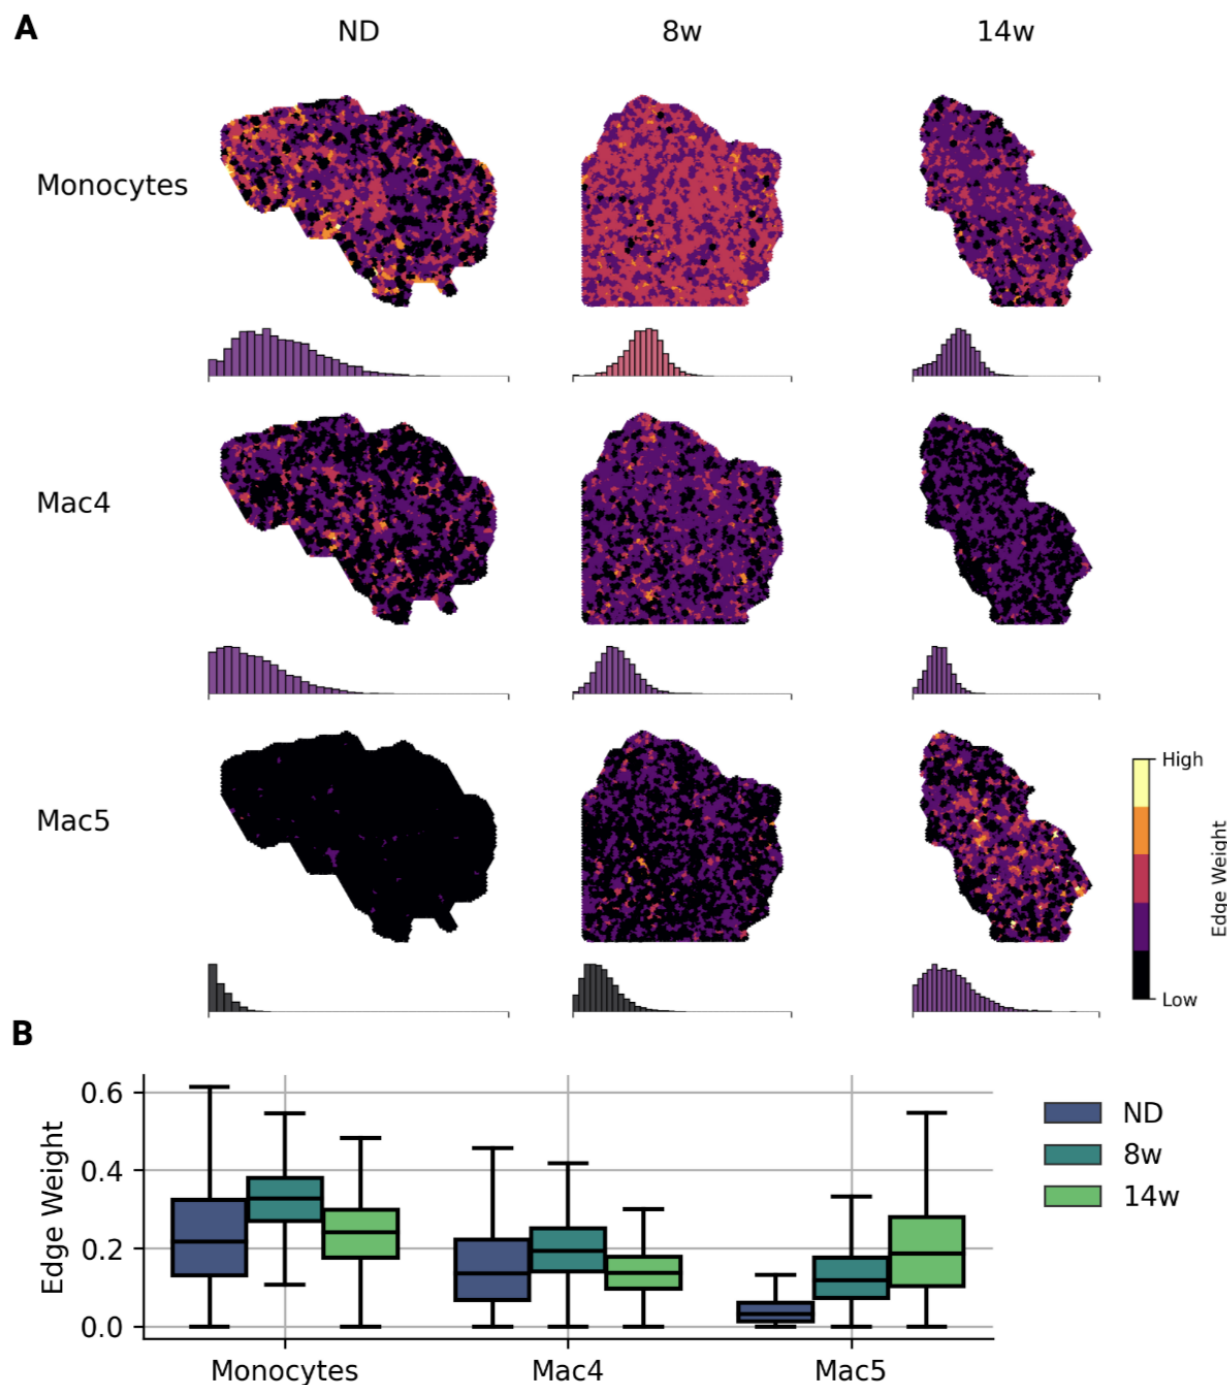 A
ND 8w 14w
Monocytes
Mac4
Mac5
High
Edge Weight
Low
B
0.6
0.4
0.2
0.0
Edge Weight
ND
8w
14w
Monocytes Mac4 Mac5